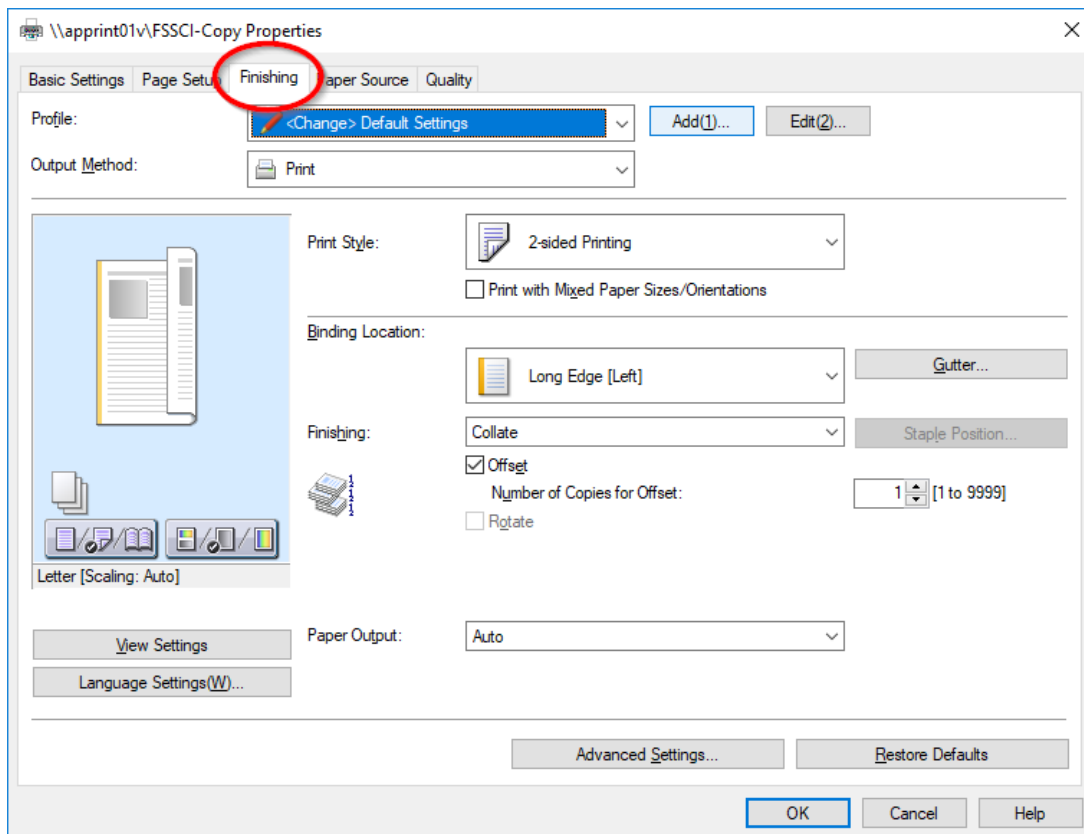 \\apprint01v\FSSCI-Copy Properties
Basic Settings Page Setup Finishing Paper Source Quality
Profile: <Change> Default Settings Add(1)... Edit(2)...
Output Method: Print
Print Style: 2-sided Printing
Print with Mixed Paper Sizes/Orientations
Binding Location:
Long Edge [Left] Gutter...
Finishing: Collate Staple Position...
Offset
Number of Copies for Offset: 1 [1 to 9999]
Rotate
Letter [Scaling: Auto]
View Settings Paper Output: Auto
Language Settings(W)...
Advanced Settings... Restore Defaults
OK Cancel Help